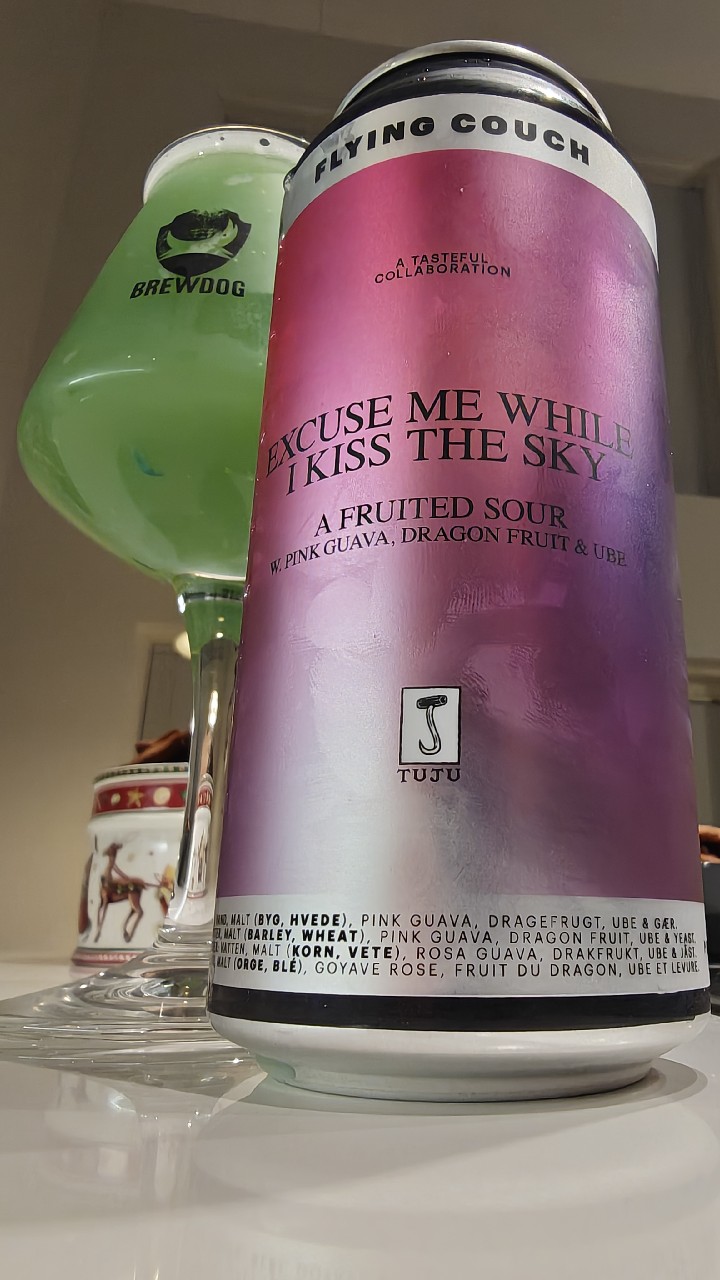 FLYING COUCH
BREWDOG
A TASTEFUL
COLLABORATION
EXCUSE ME WHILE
I KISS THE SKY
A FRUITED SOUR
W. PINK GUAVA, DRAGON FRUIT & UBE
TUJU
MALT (BYG, HVEDE), PINK GUAVA, DRAGEFRUGT, UBE & GÆR.
MALT (BARLEY, WHEAT), PINK GUAVA, DRAGON FRUIT, UBE & YEAST.
VATTEN, MALT (KORN, VETE), ROSA GUAVA, DRAKFRUKT, UBE & JÄST.
MALT (ORGE, BLÉ), GOYAVE ROSE, FRUIT DU DRAGON, UBE ET LEVURE.